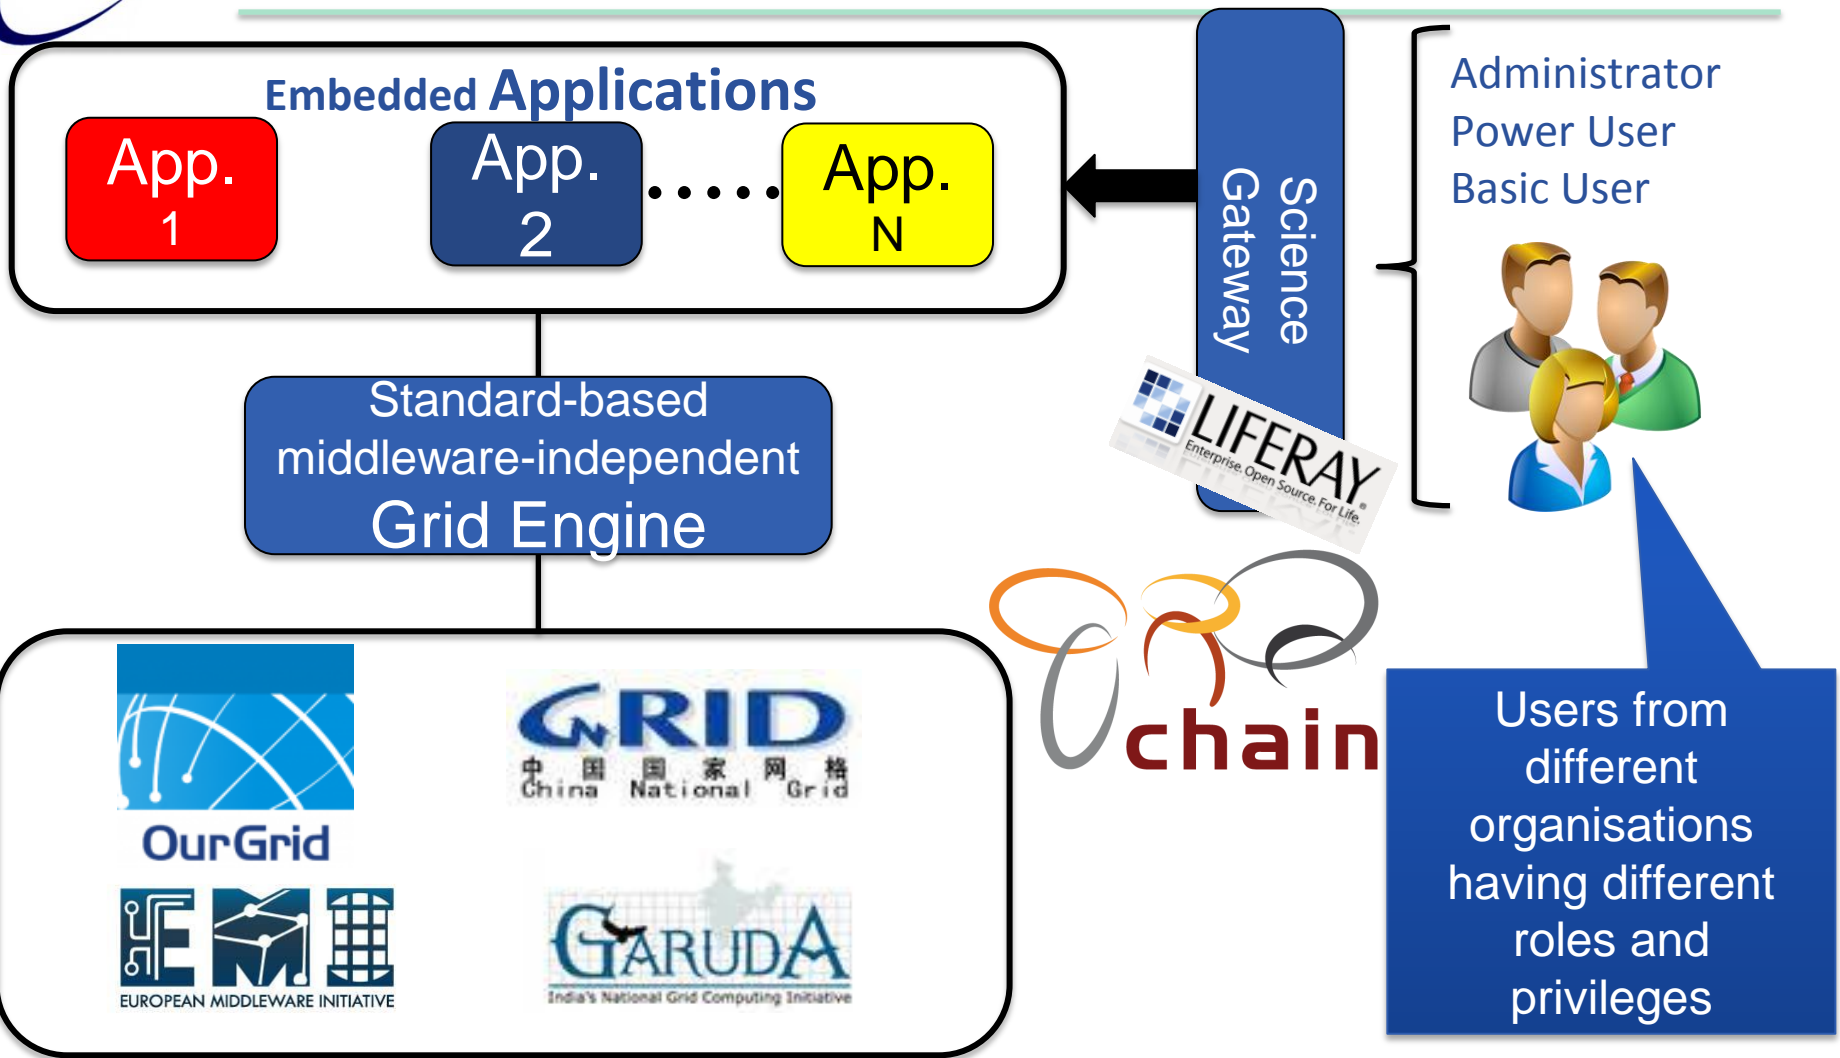 Embedded Applications
App.
1
App.
2
App.
N
Science
Gateway
LIFERAY
Enterprise. Open Source. For Life.
Administrator
Power User
Basic User
Standard-based
middleware-independent
Grid Engine
chain
Users from
different
organisations
having different
roles and
privileges
OurGrid
GNRID
中国国家网格
China National Grid
EMI
EUROPEAN MIDDLEWARE INITIATIVE
GARUDA
India's National Grid Computing Initiative